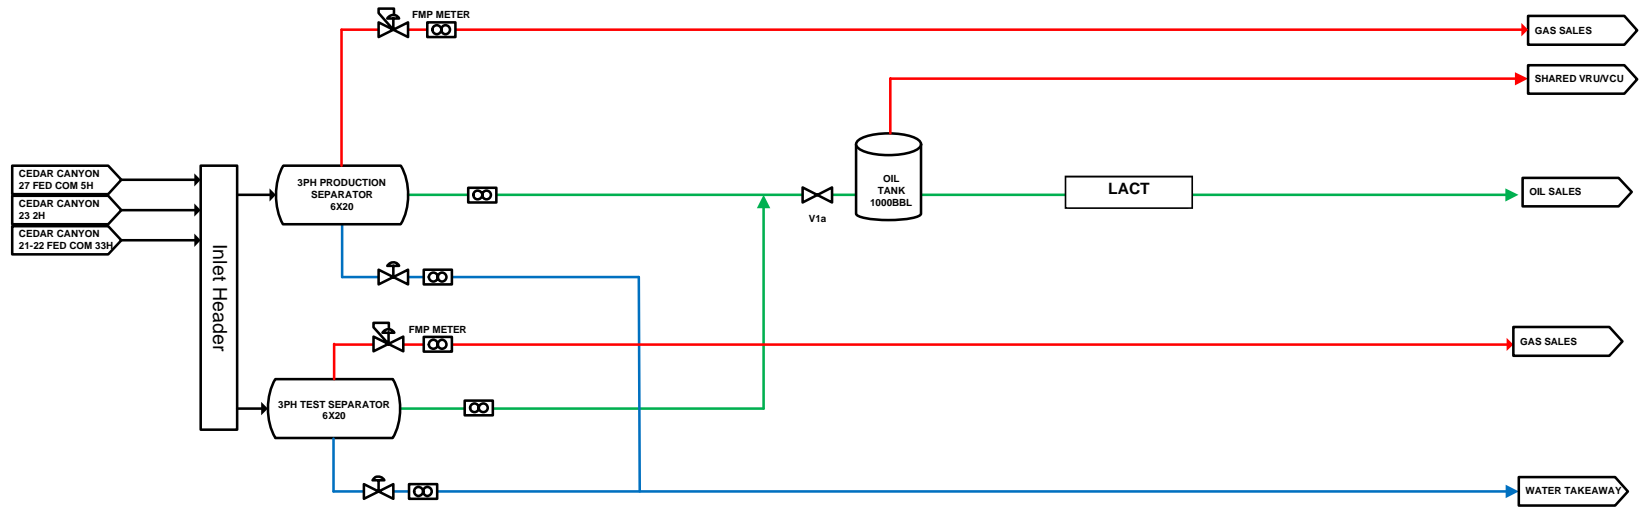 FMP METER
GAS SALES
SHARED VRU/VCU
CEDAR CANYON
27 FED COM 5H
CEDAR CANYON
23 2H
CEDAR CANYON
21-22 FED COM 33H
Inlet Header
3PH PRODUCTION
SEPARATOR
6X20
V1a
OIL
TANK
1000BBL
LACT
OIL SALES
FMP METER
GAS SALES
3PH TEST SEPARATOR
6X20
WATER TAKEAWAY